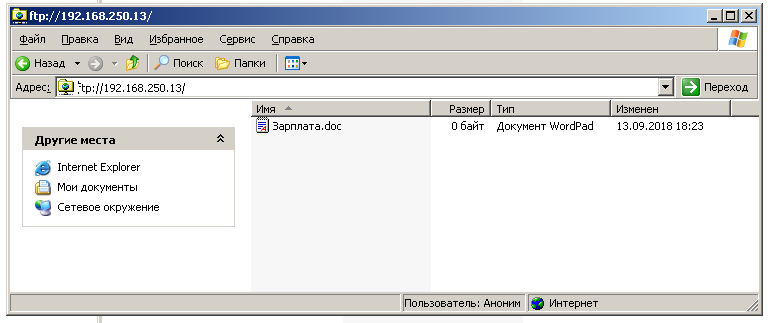 ftp://192.168.250.13/
Файл Правка Вид Избранное Сервис Справка
Назад Поиск Папки
Адрес: ftp://192.168.250.13/ Переход
Имя Размер Тип Изменен
Зарплата.doc 0 байт Документ WordPad 13.09.2018 18:23
Другие места
Internet Explorer
Мои документы
Сетевое окружение
Пользователь: Аноним Интернет